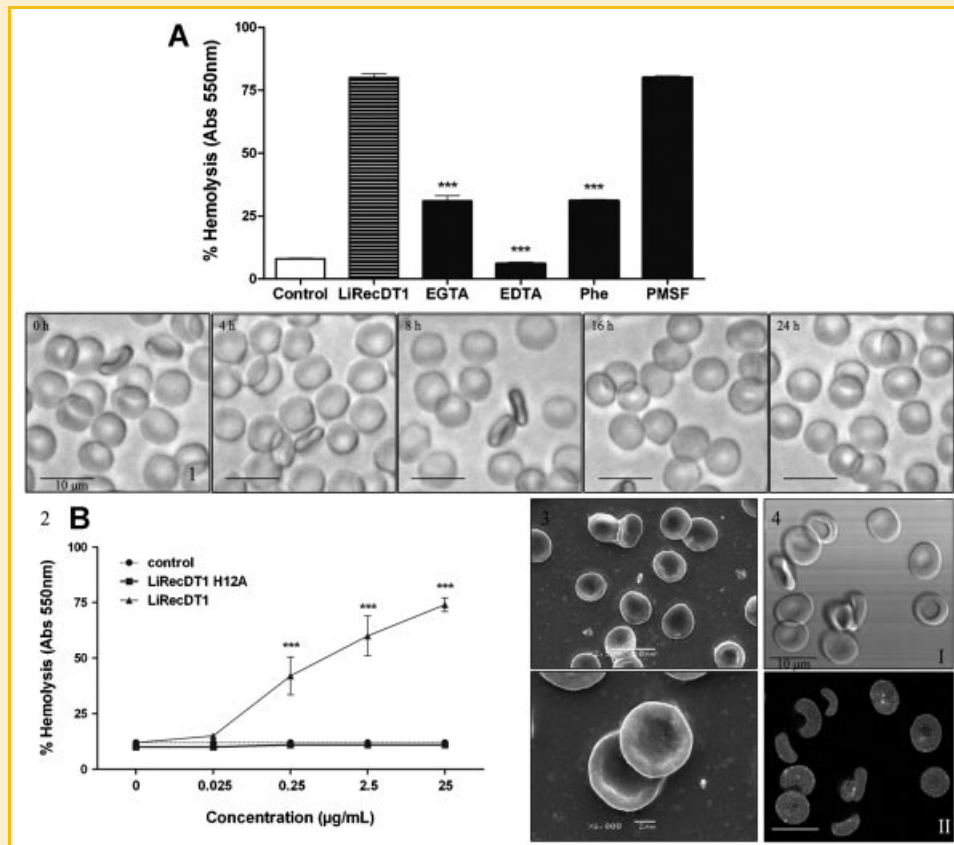 A
% Hemolysis (Abs 550nm)
100
75
50
25
0
***
***
***
Control LiRecDT1 EGTA EDTA Phe PMSF
0 h
4 h
8 h
16 h
24 h
10 µm
1
2 B
% Hemolysis (Abs 550nm)
100
75
50
25
0
control
LiRecDT1 H12A
LiRecDT1
***
***
***
0 0.025 0.25 2.5 25
Concentration (µg/mL)
3
4
10 µm
I
II